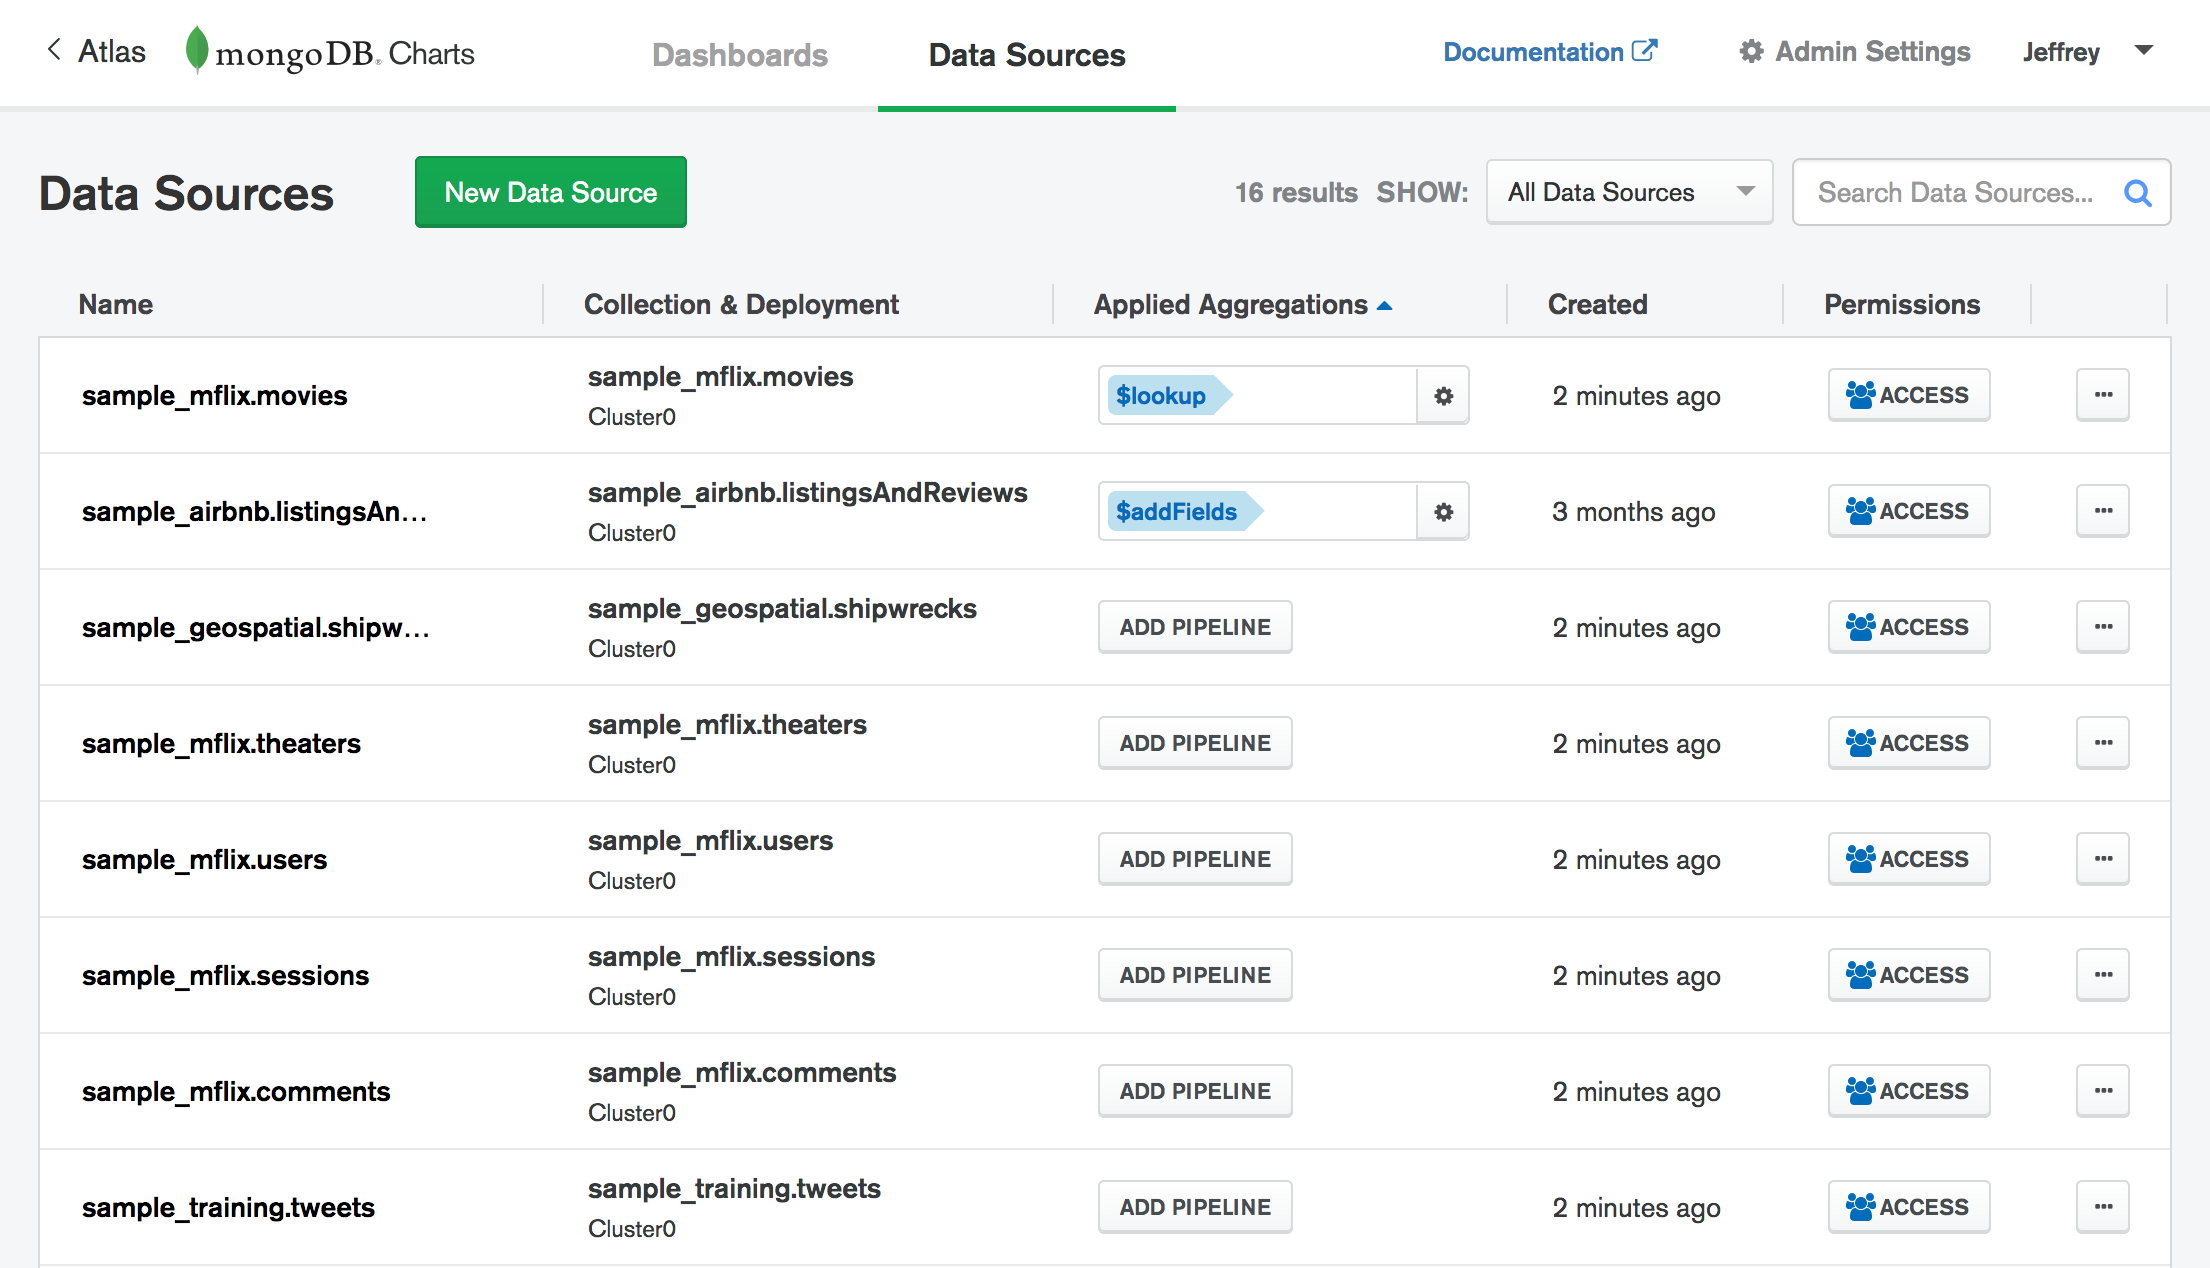 Atlas mongoDB. Charts Dashboards Data Sources Documentation Admin Settings Jeffrey
Data Sources New Data Source 16 results SHOW: All Data Sources Search Data Sources...
Name Collection & Deployment Applied Aggregations Created Permissions
sample_mflix.movies sample_mflix.movies $lookup 2 minutes ago ACCESS ...
Cluster0
sample_airbnb.listingsAn... sample_airbnb.listingsAndReviews $addFields 3 months ago ACCESS ...
Cluster0
sample_geospatial.shipw... sample_geospatial.shipwrecks ADD PIPELINE 2 minutes ago ACCESS ...
Cluster0
sample_mflix.theaters sample_mflix.theaters ADD PIPELINE 2 minutes ago ACCESS ...
Cluster0
sample_mflix.users sample_mflix.users ADD PIPELINE 2 minutes ago ACCESS ...
Cluster0
sample_mflix.sessions sample_mflix.sessions ADD PIPELINE 2 minutes ago ACCESS ...
Cluster0
sample_mflix.comments sample_mflix.comments ADD PIPELINE 2 minutes ago ACCESS ...
Cluster0
sample_training.tweets sample_training.tweets ADD PIPELINE 2 minutes ago ACCESS ...
Cluster0